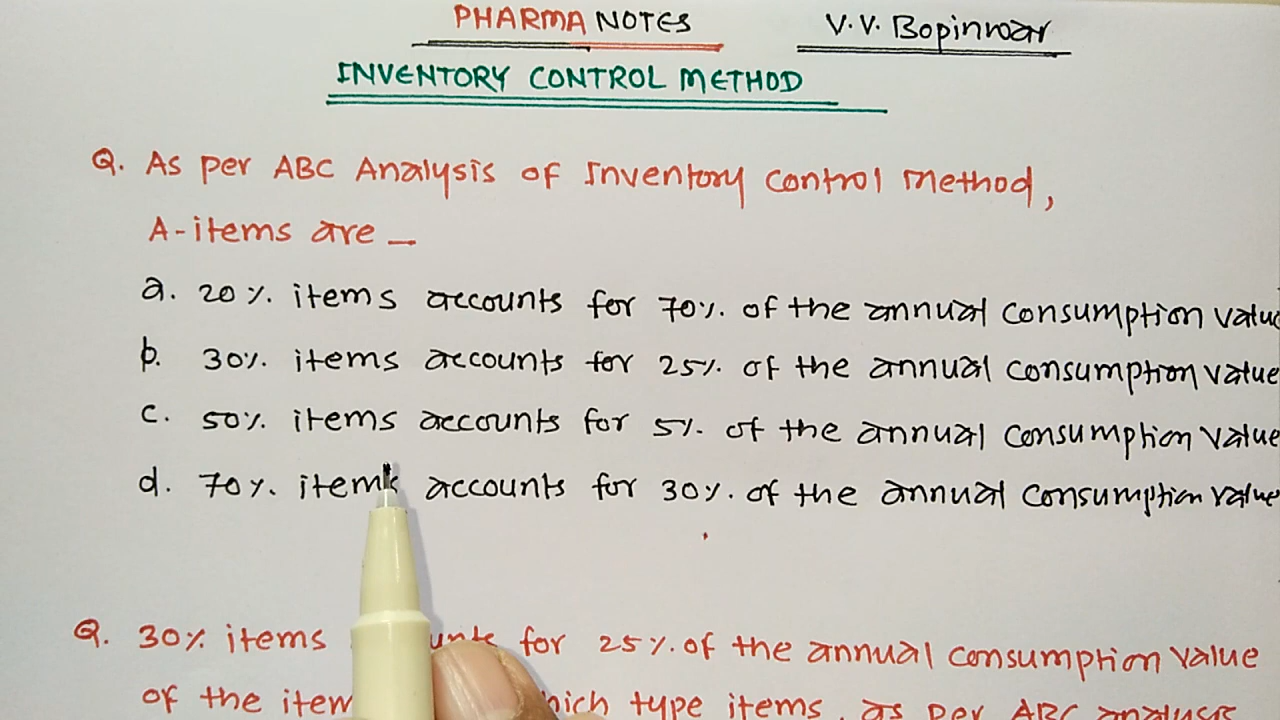 PHARMA NOTES V.V. Bopinwar
INVENTORY CONTROL METHOD
Q. As per ABC Analysis of Inventory Control Method,
A-items are _
a. 20%. items accounts for 70%. of the annual consumption value
b. 30%. items accounts for 25%. of the annual consumption value
c. 50%. items accounts for 5%. of the annual consumption value
d. 70%. items accounts for 30%. of the annual consumption value
Q. 30% items for 25%. of the annual consumption value
of the type items, as per ABC analysis